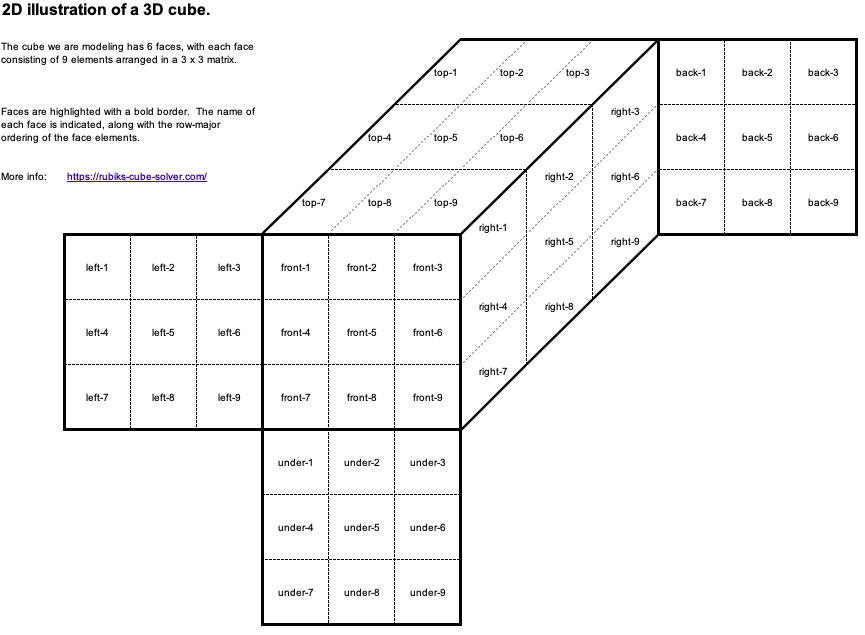 2D illustration of a 3D cube.
The cube we are modeling has 6 faces, with each face
consisting of 9 elements arranged in a 3 x 3 matrix.
Faces are highlighted with a bold border.  The name of
each face is indicated, along with the row-major
ordering of the face elements.
More info: https://rubiks-cube-solver.com/
top-1 top-2 top-3
top-4 top-5 top-6
top-7 top-8 top-9
back-1 back-2 back-3
back-4 back-5 back-6
back-7 back-8 back-9
right-1 right-2 right-3
right-4 right-5 right-6
right-7 right-8 right-9
left-1 left-2 left-3
left-4 left-5 left-6
left-7 left-8 left-9
front-1 front-2 front-3
front-4 front-5 front-6
front-7 front-8 front-9
under-1 under-2 under-3
under-4 under-5 under-6
under-7 under-8 under-9